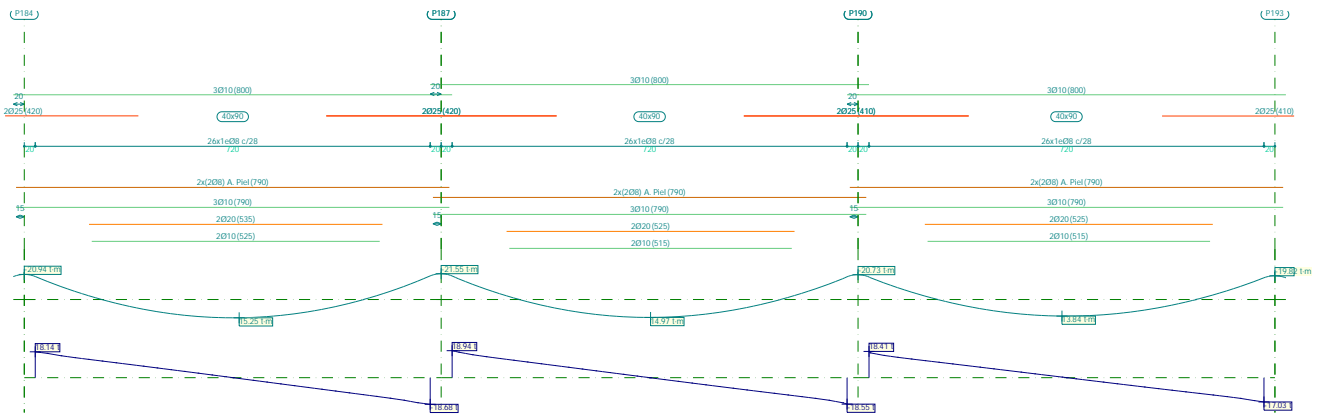 P184 P187 P190 P193
3Ø10(800)
20
3Ø10(800) 3Ø10(800)
20 20
2Ø25(420) 40x90 2Ø25(420) 40x90 2Ø25(410) 40x90 2Ø25(410)
26x1eØ8 c/28 26x1eØ8 c/28 26x1eØ8 c/28
20 720 20 20 720 20 20 720 20
2x(2Ø8) A. Piel (790) 2x(2Ø8) A. Piel (790)
2x(2Ø8) A. Piel (790)
3Ø10(790) 3Ø10(790)
15 3Ø10(790) 15
15
2Ø20(535) 2Ø20(525)
2Ø20(525)
2Ø10(525) 2Ø10(515)
2Ø10(515)
-20.94 t·m -21.55 t·m -20.73 t·m -19.82 t·m
15.25 t·m 14.97 t·m 13.84 t·m
18.14 t 18.94 t 18.41 t
-18.68 t -18.55 t -17.03 t